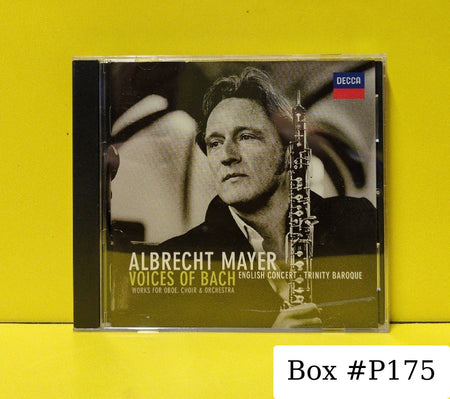 DECCA
ALBRECHT MAYER
VOICES OF BACH
ENGLISH CONCERT · TRINITY BAROQUE
WORKS FOR OBOE, CHOIR & ORCHESTRA
Box #P175